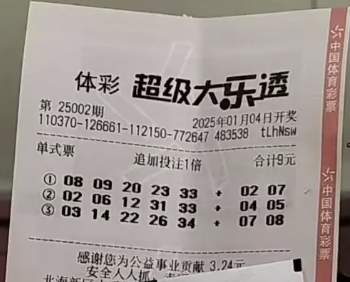 体彩 超级大乐透
第 25002期 2025年01月04日开奖
110370-126661-112150-772647 483538 tLhNsw
单式票 追加投注1倍 合计9元
① 08 09 20 23 33 + 02 07
② 02 06 12 31 33 + 04 05
③ 03 14 22 26 34 + 07 08
感谢您为公益事业贡献 3.24元
安全人人抓
北海新区
中国体育彩票
中国体育彩票